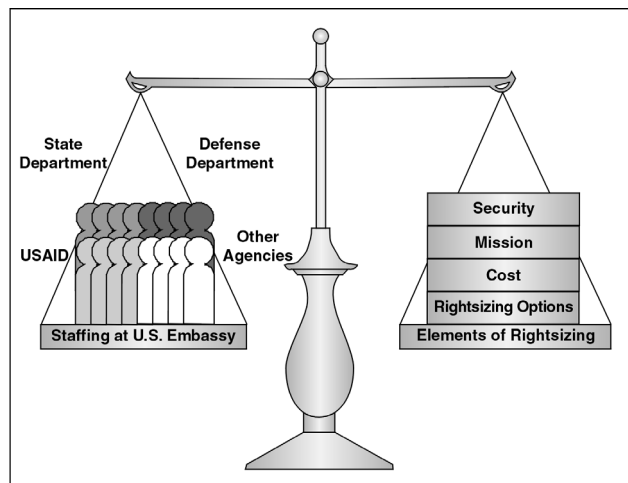 State
Department
Defense
Department
USAID
Other
Agencies
Staffing at U.S. Embassy
Security
Mission
Cost
Rightsizing Options
Elements of Rightsizing